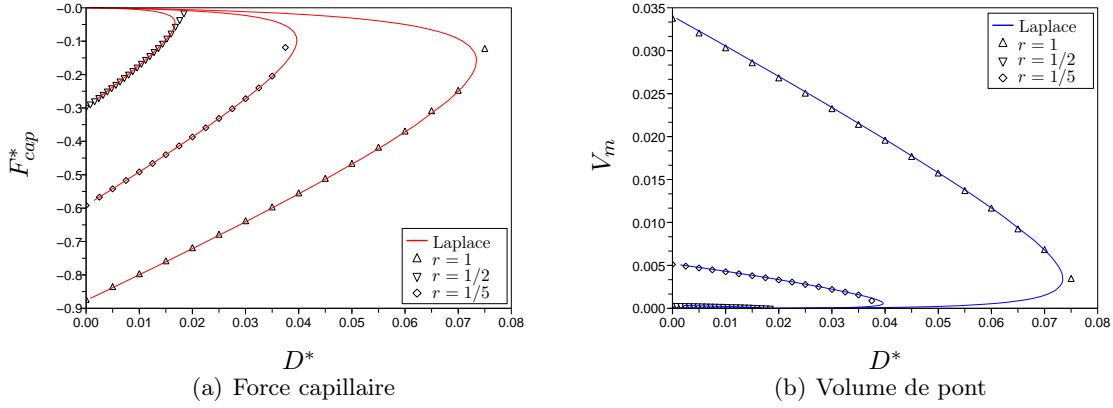 -0.0
-0.1
-0.2
-0.3
-0.4
-0.5
-0.6
-0.7
-0.8
-0.9
F*cap
Laplace
r = 1
r = 1/2
r = 1/5
0.00 0.01 0.02 0.03 0.04 0.05 0.06 0.07 0.08
D*
(a) Force capillaire
0.035
0.030
0.025
0.020
0.015
0.010
0.005
0.000
Vm
Laplace
r = 1
r = 1/2
r = 1/5
0.00 0.01 0.02 0.03 0.04 0.05 0.06 0.07 0.08
D*
(b) Volume de pont